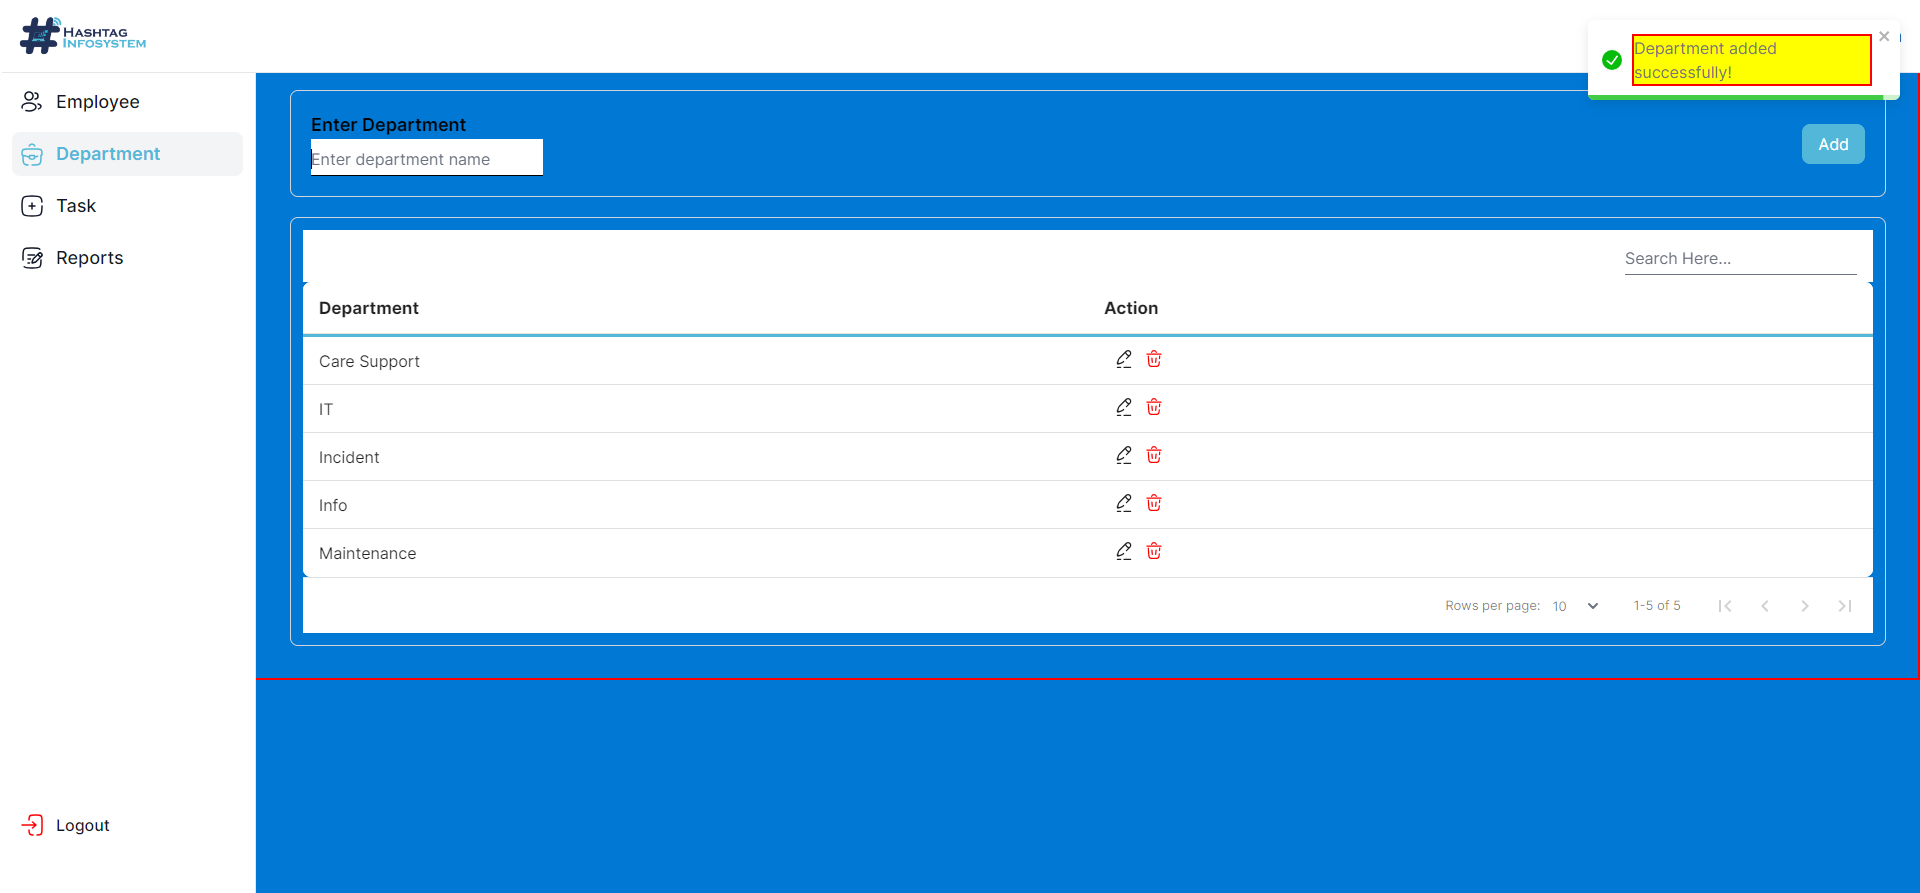 HASHTAG
INFOSYSTEM
Department added
successfully!
Employee
Department
Task
Reports
Logout
Enter Department
Enter department name
Add
Search Here...
Department Action
Care Support
IT
Incident
Info
Maintenance
Rows per page: 10 1-5 of 5